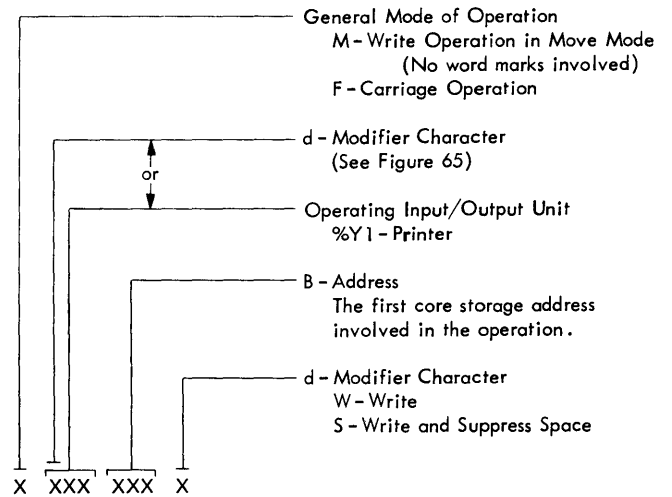 General Mode of Operation
M-Write Operation in Move Mode
(No word marks involved)
F-Carriage Operation
d-Modifier Character
(See Figure 65)
or
Operating Input/Output Unit
%Y1-Printer
B-Address
The first core storage address
involved in the operation.
d-Modifier Character
W-Write
S-Write and Suppress Space
X XXX XXX X